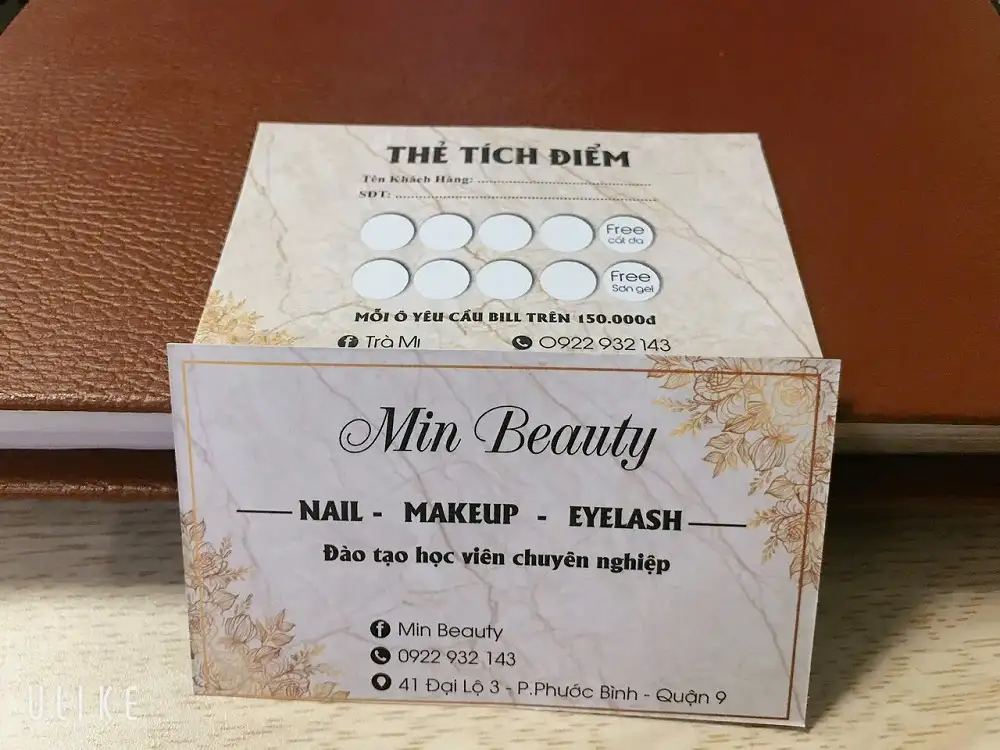 THẺ TÍCH ĐIỂM
Tên Khách Hàng: ................................................
SĐT: ................................................................
Free
cắt da
Free
Sơn gel
MỖI Ô YÊU CẦU BILL TRÊN 150.000đ
Trà Mi 0922 932 143
Min Beauty
NAIL - MAKEUP - EYELASH
Đào tạo học viên chuyên nghiệp
Min Beauty
0922 932 143
41 Đại Lộ 3 - P.Phước Bình - Quận 9
ULIKE